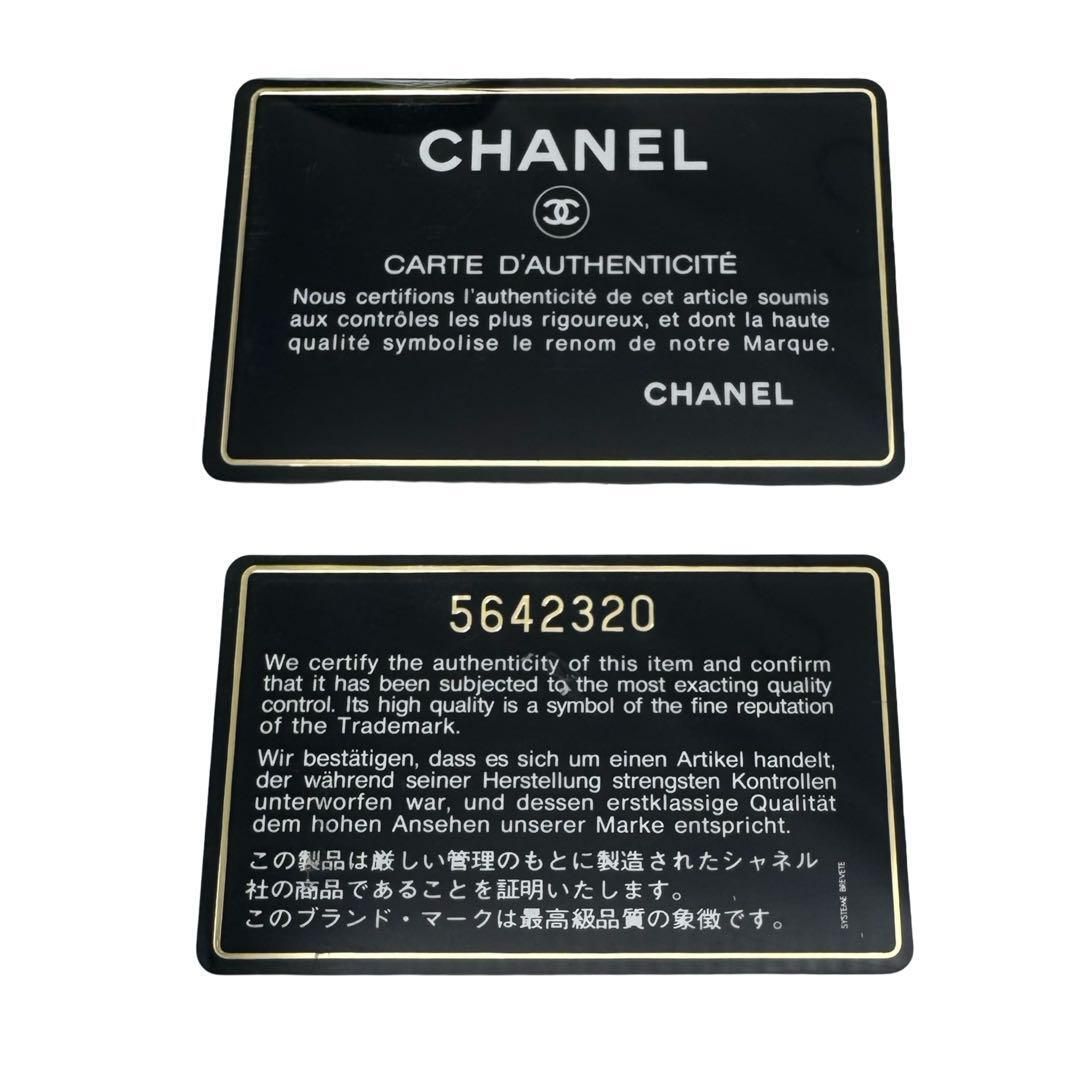 CHANEL
CARTE D'AUTHENTICITÉ
Nous certifions l'authenticité de cet article soumis
aux contrôles les plus rigoureux, et dont la haute
qualité symbolise le renom de notre Marque.
CHANEL
5642320
We certify the authenticity of this item and confirm
that it has been subjected to the most exacting quality
control. Its high quality is a symbol of the fine reputation
of the Trademark.
Wir bestätigen, dass es sich um einen Artikel handelt,
der während seiner Herstellung strengsten Kontrollen
unterworfen war, und dessen erstklassige Qualität
dem hohen Ansehen unserer Marke entspricht.
この製品は厳しい管理のもとに製造されたシャネル
社の商品であることを証明いたします。
このブランド・マークは最高級品質の象徴です。
SYSTEME BREVETE